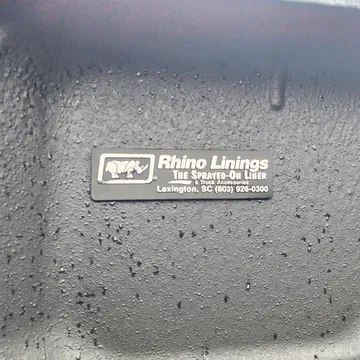 Rhino Linings
THE SPRAYED-ON LINER
& Truck Accessories
Lexington, SC (803) 926-0300